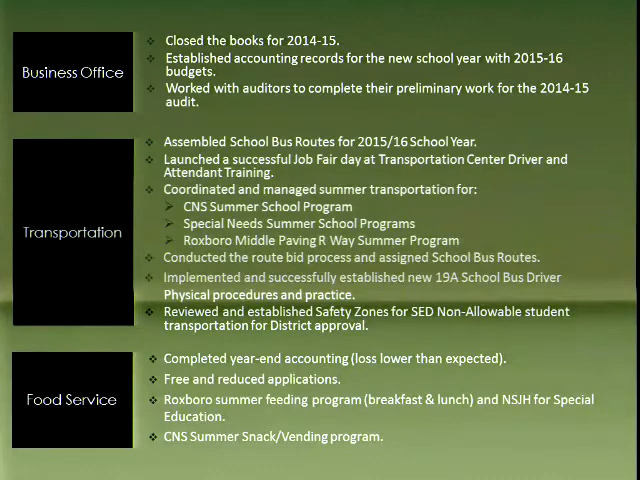 Business Office
Closed the books for 2014-15.
Established accounting records for the new school year with 2015-16
budgets.
Worked with auditors to complete their preliminary work for the 2014-15
audit.
Transportation
Assembled School Bus Routes for 2015/16 School Year.
Launched a successful Job Fair day at Transportation Center Driver and
Attendant Training.
Coordinated and managed summer transportation for:
CNS Summer School Program
Special Needs Summer School Programs
Roxboro Middle Paving R Way Summer Program
Conducted the route bid process and assigned School Bus Routes.
Implemented and successfully established new 19A School Bus Driver
Physical procedures and practice.
Reviewed and established Safety Zones for SED Non-Allowable student
transportation for District approval.
Food Service
Completed year-end accounting (loss lower than expected).
Free and reduced applications.
Roxboro summer feeding program (breakfast & lunch) and NSJH for Special
Education.
CNS Summer Snack/Vending program.